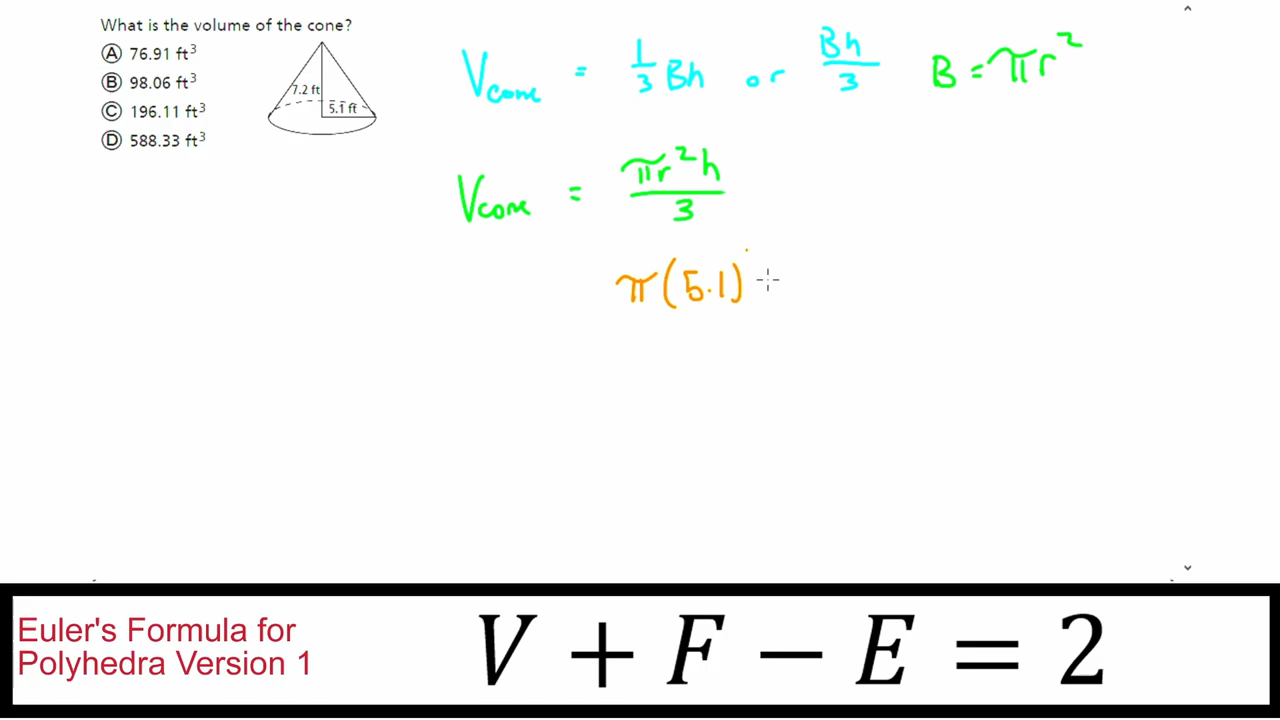 What is the volume of the cone?
Ⓐ 76.91 ft³
Ⓑ 98.06 ft³
Ⓒ 196.11 ft³
Ⓓ 588.33 ft³
7.2 ft
5.1 ft
V_cone = 1/3 Bh or Bh/3 B = πr²
V_cone = πr²h/3
π(5.1)
Euler's Formula for
Polyhedra Version 1
V + F − E = 2